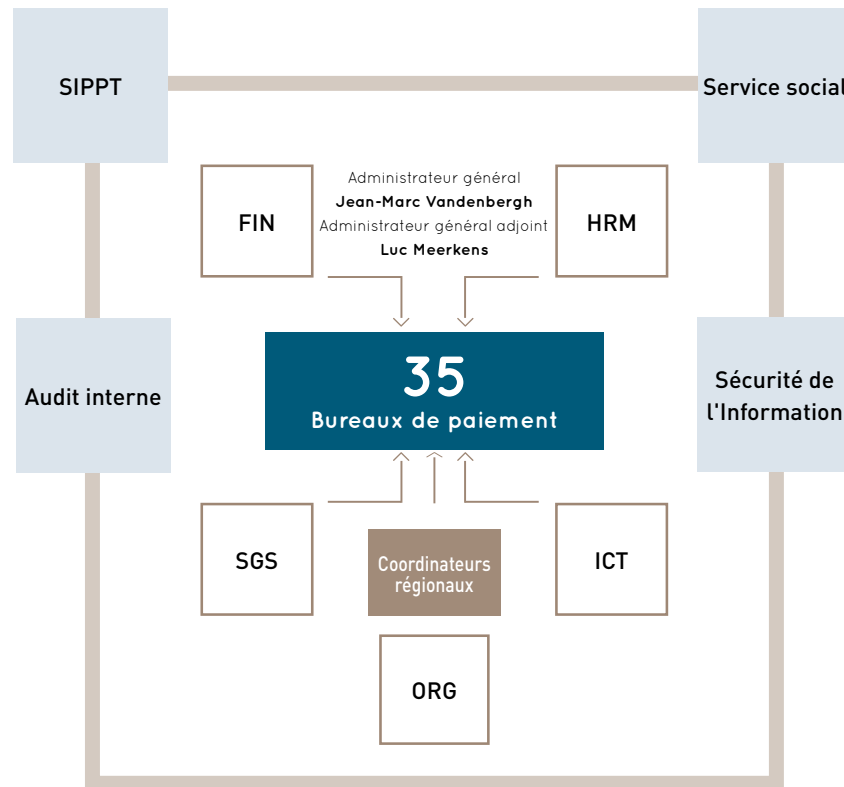 SIPPT
Service social
FIN
Administrateur général
Jean-Marc Vandenbergh
Administrateur général adjoint
Luc Meerkens
HRM
35
Bureaux de paiement
Audit interne
Sécurité de
l'Information
SGS
Coordinateurs
régionaux
ICT
ORG